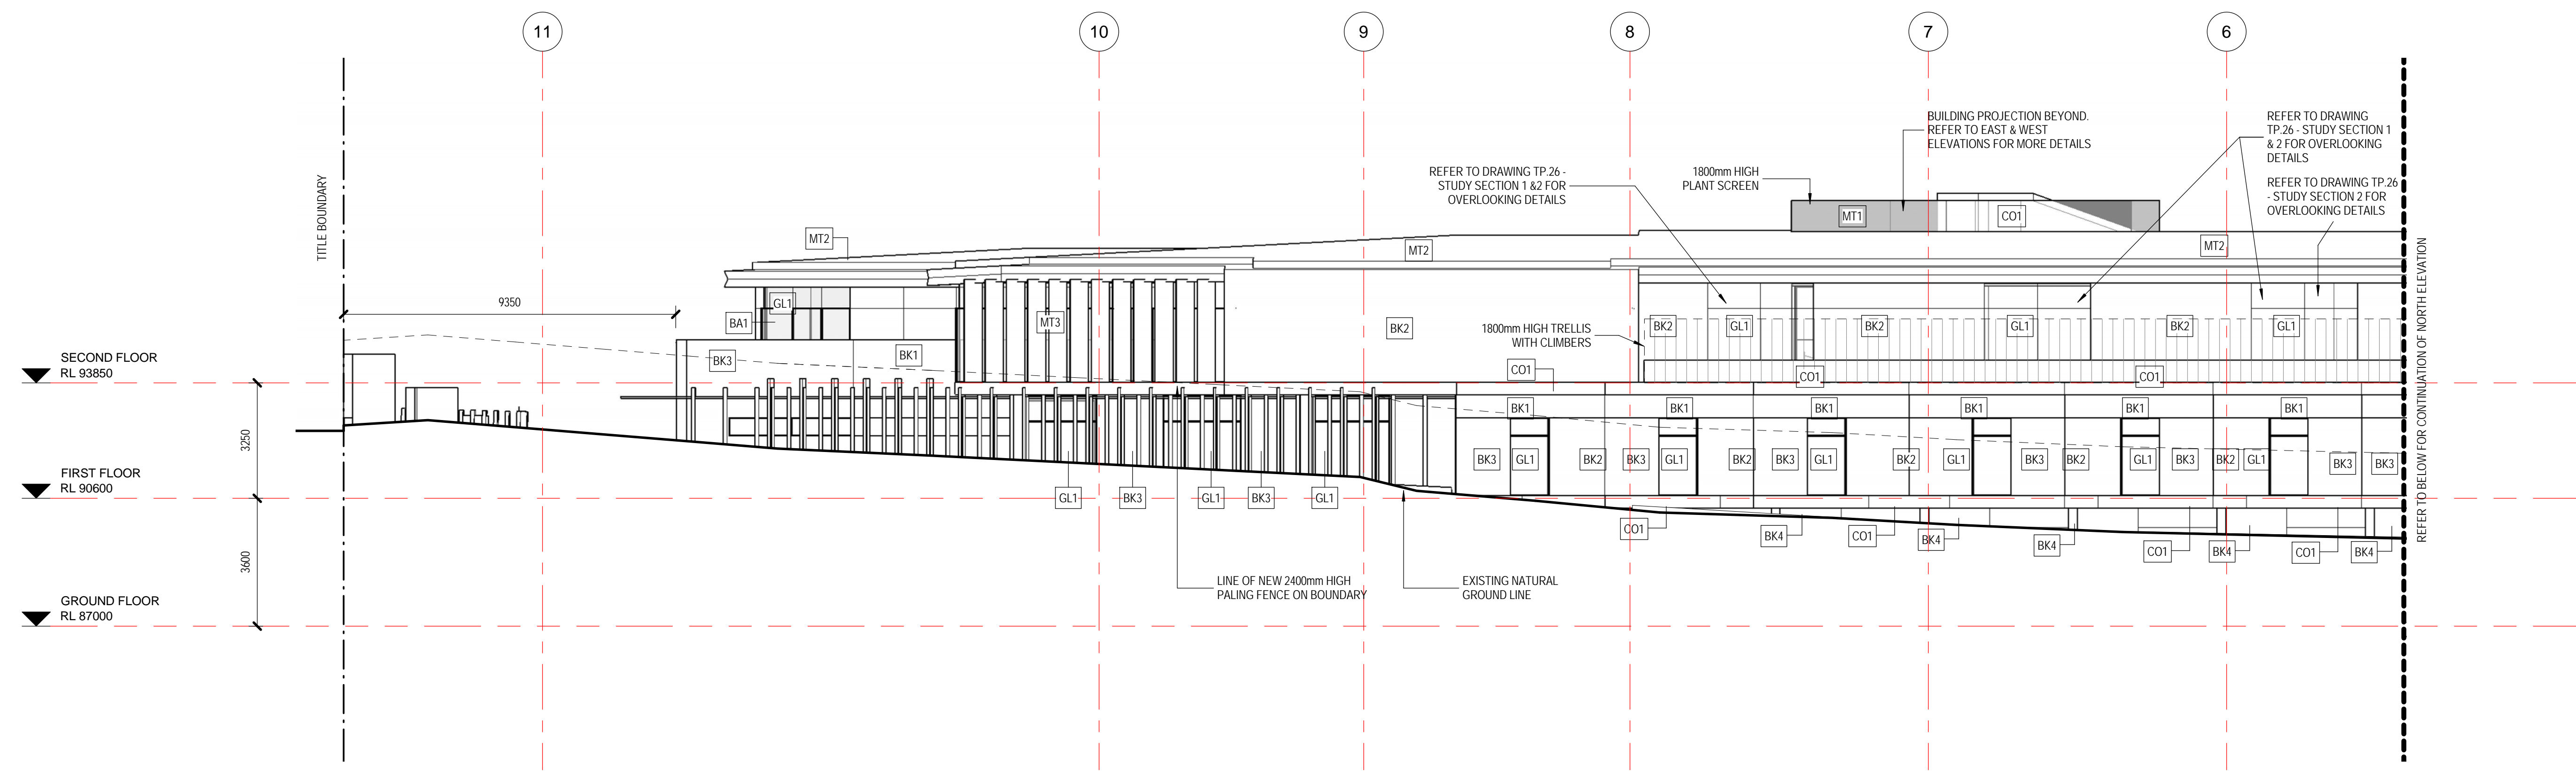 11
10
9
8
7
6
TITLE BOUNDARY
BUILDING PROJECTION BEYOND.
REFER TO EAST & WEST
ELEVATIONS FOR MORE DETAILS
REFER TO DRAWING
TP.26 - STUDY SECTION 1
& 2 FOR OVERLOOKING
DETAILS
REFER TO DRAWING TP.26 -
STUDY SECTION 1 &2 FOR
OVERLOOKING DETAILS
1800mm HIGH
PLANT SCREEN
REFER TO DRAWING TP.26
- STUDY SECTION 2 FOR
OVERLOOKING DETAILS
MT1
CO1
MT2
MT2
MT2
9350
GL1
BA1
MT3
BK2
1800mm HIGH TRELLIS
WITH CLIMBERS
BK2
GL1
BK2
GL1
BK2
GL1
BK3
BK1
SECOND FLOOR
RL 93850
CO1
CO1
CO1
BK1
BK1
BK1
BK1
BK1
BK1
3250
BK3
GL1
BK2
BK3
GL1
BK2
BK3
GL1
BK2
GL1
BK3
BK2
GL1
BK3
BK2
GL1
BK3
BK3
FIRST FLOOR
RL 90600
GL1
BK3
GL1
BK3
GL1
CO1
BK4
CO1
BK4
BK4
CO1
BK4
CO1
BK4
3600
LINE OF NEW 2400mm HIGH
PALING FENCE ON BOUNDARY
EXISTING NATURAL
GROUND LINE
GROUND FLOOR
RL 87000
REFER TO BELOW FOR CONTINUATION OF NORTH ELEVATION